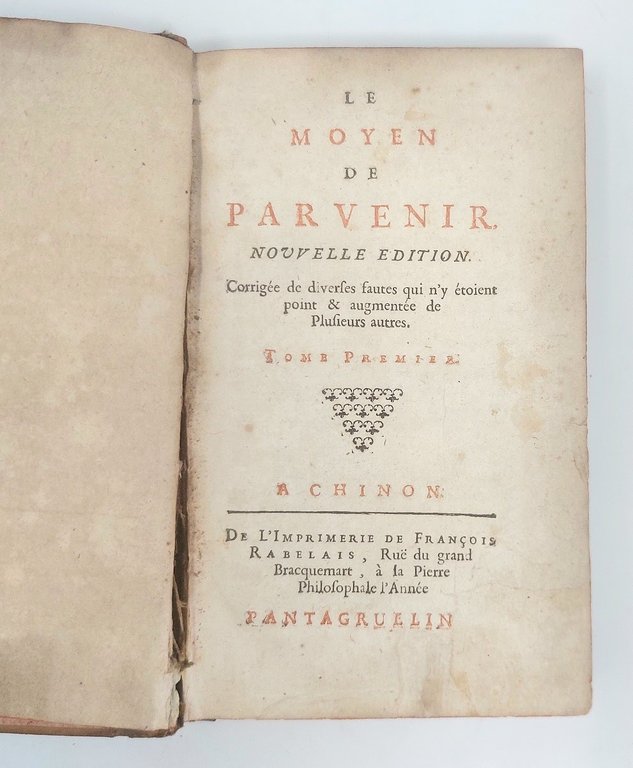 LE
MOYEN
DE
PARVENIR,
NOUVELLE EDITION.
Corrigée de diverſes fautes qui n'y étoient
point & augmentée de
Pluſieurs autres.
TOME PREMIER
A CHINON.
DE L'IMPRIMERIE DE FRANÇOIS
RABELAIS, Ruë du grand
Bracquemart, à la Pierre
Philoſophale l'Année
PANTAGRUELIN